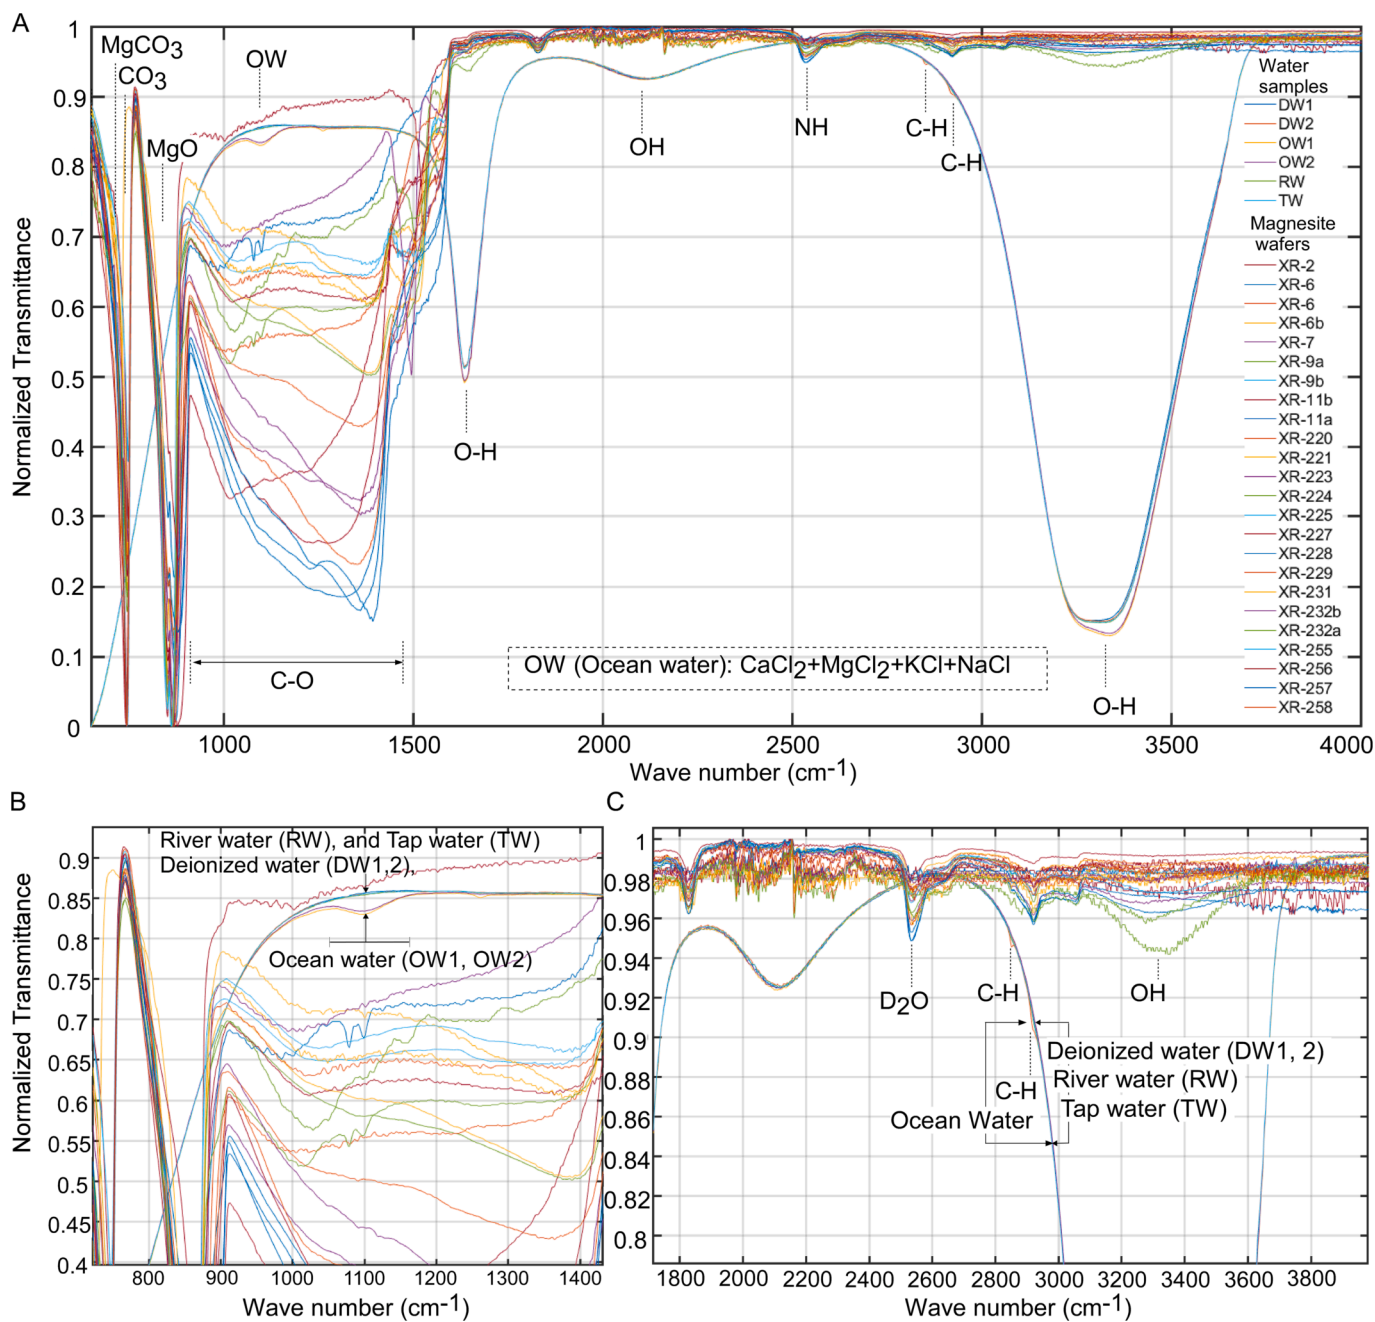 A
1
0.9
0.8
0.7
0.6
0.5
0.4
0.3
0.2
0.1
0
Normalized Transmittance
MgCO3
CO3
OW
MgO
OH
NH
C-H
C-H
O-H
O-H
C-O
OW (Ocean water): CaCl2+MgCl2+KCl+NaCl
Water
samples
DW1
DW2
OW1
OW2
RW
TW
Magnesite
wafers
XR-2
XR-6
XR-6
XR-6b
XR-7
XR-9a
XR-9b
XR-11b
XR-11a
XR-220
XR-221
XR-223
XR-224
XR-225
XR-227
XR-228
XR-229
XR-231
XR-232b
XR-232a
XR-255
XR-256
XR-257
XR-258
1000 1500 2000 2500 3000 3500 4000
Wave number (cm-1)
B
River water (RW), and Tap water (TW)
Deionized water (DW1,2),
Ocean water (OW1, OW2)
0.9
0.85
0.8
0.75
0.7
0.65
0.6
0.55
0.5
0.45
0.4
Normalized Transmittance
800 900 1000 1100 1200 1300 1400
Wave number (cm-1)
C
1
0.98
0.96
0.94
0.92
0.9
0.88
0.86
0.84
0.82
0.8
D2O
C-H
OH
Deionized water (DW1, 2)
River water (RW)
C-H
Tap water (TW)
Ocean Water
1800 2000 2200 2400 2600 2800 3000 3200 3400 3600 3800
Wave number (cm-1)